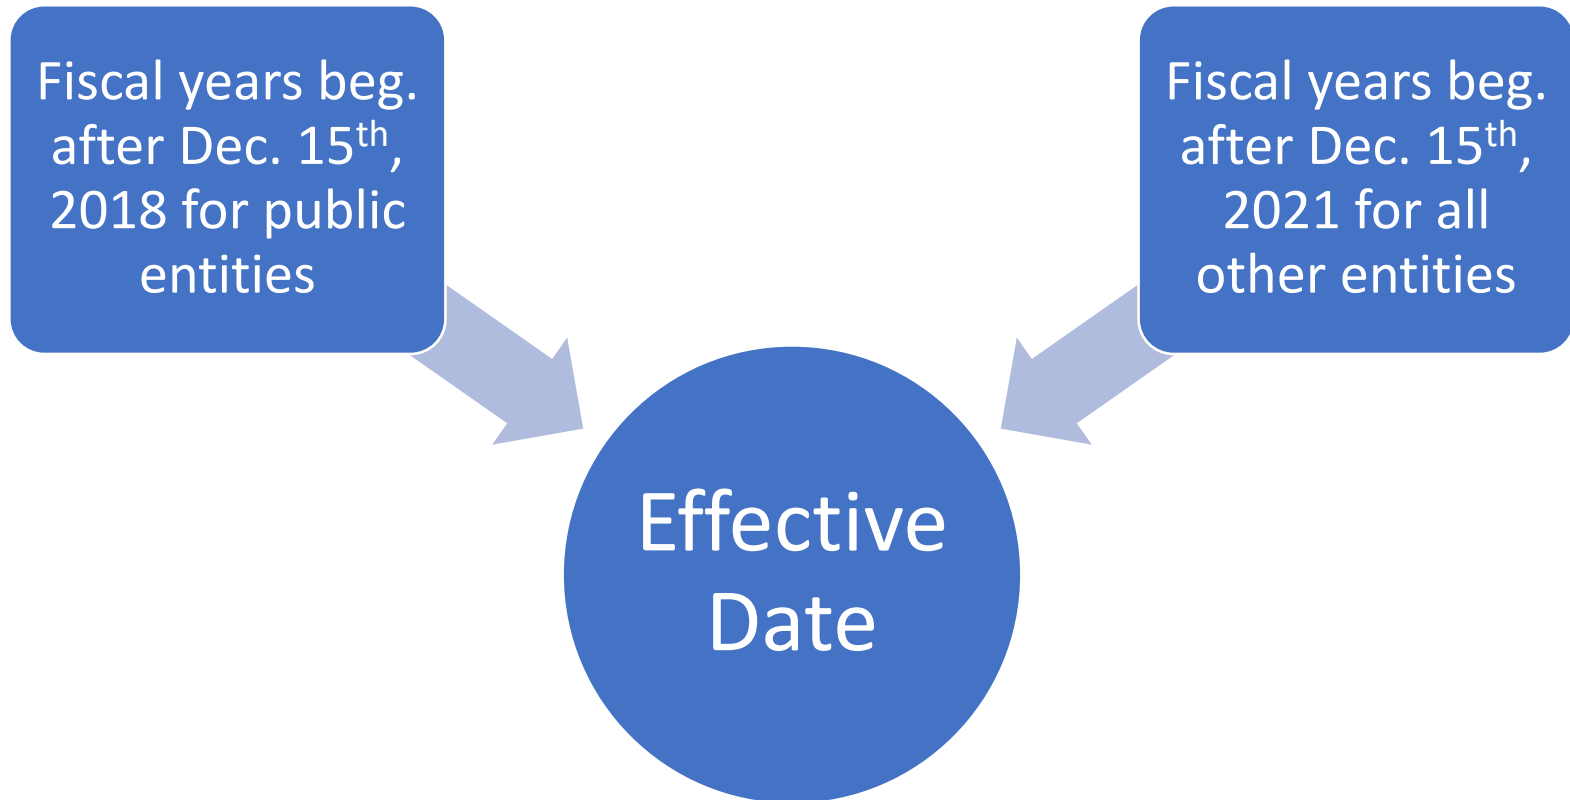 Fiscal years beg.
after Dec. 15th,
2018 for public
entities
Fiscal years beg.
after Dec. 15th,
2021 for all
other entities
Effective
Date